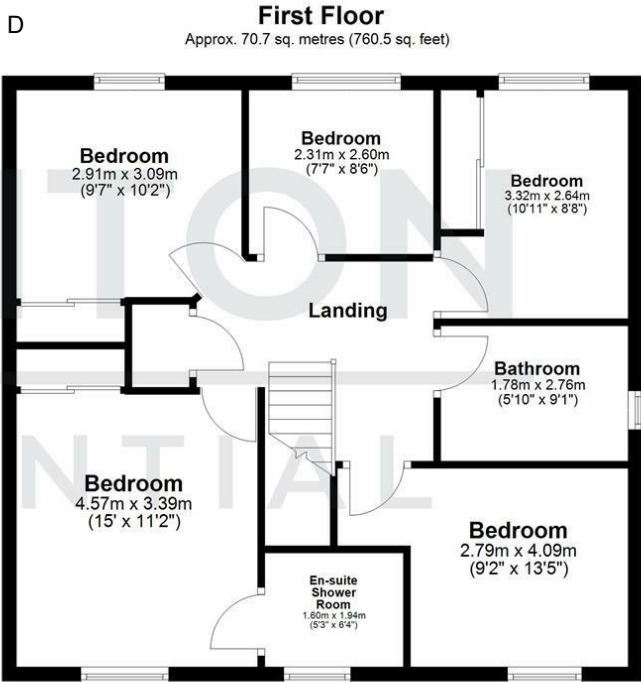 D
First Floor
Approx. 70.7 sq. metres (760.5 sq. feet)
Bedroom
2.91m x 3.09m
(9'7" x 10'2")
Bedroom
2.31m x 2.60m
(7'7" x 8'6")
Bedroom
3.32m x 2.64m
(10'11" x 8'8")
ITON
Landing
Bathroom
1.78m x 2.76m
(5'10" x 9'1")
NTIAL
Bedroom
4.57m x 3.39m
(15' x 11'2")
Bedroom
2.79m x 4.09m
(9'2" x 13'5")
En-suite
Shower
Room
1.60m x 1.94m
(5'3" x 6'4")